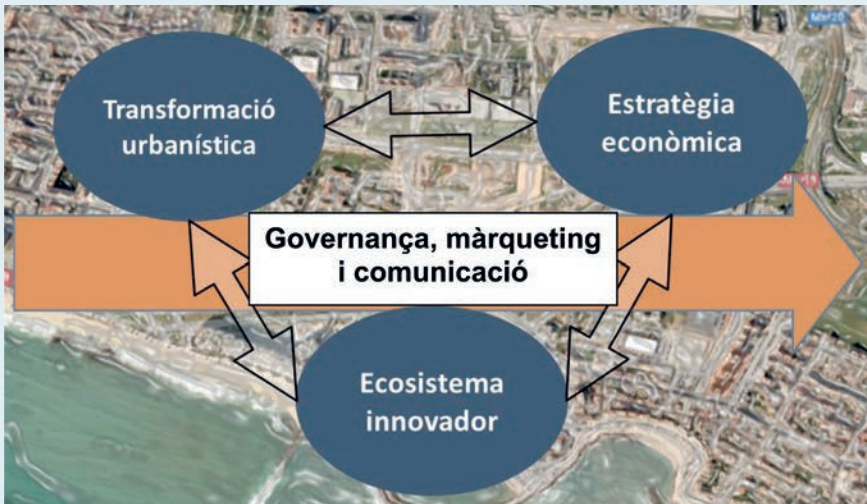 Transformació
urbanística
Estratègia
econòmica
Governança, màrqueting
i comunicació
Ecosistema
innovador